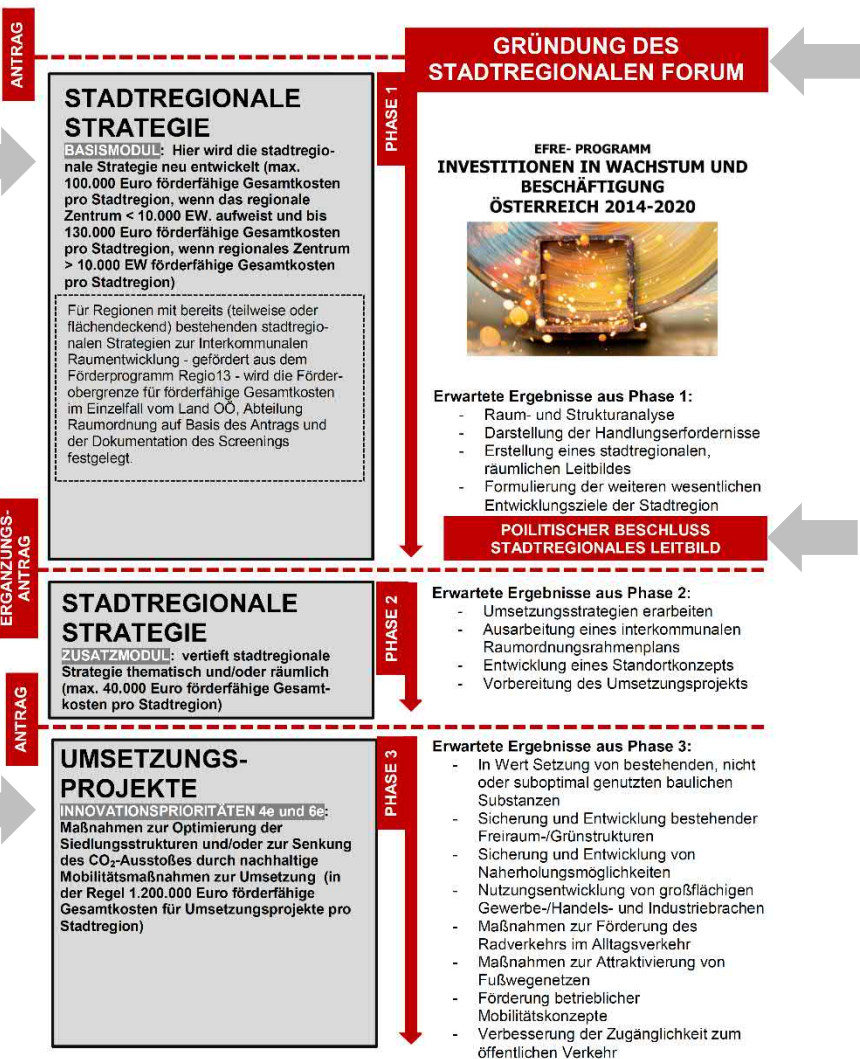 ANTRAG
GRÜNDUNG DES
STADTREGIONALEN FORUM
STADTREGIONALE
STRATEGIE
BASISMODUL: Hier wird die stadtregio-
nale Strategie neu entwickelt (max.
100.000 Euro förderfähige Gesamtkosten
pro Stadtregion, wenn das regionale
Zentrum < 10.000 EW. aufweist und bis
130.000 Euro förderfähige Gesamtkosten
pro Stadtregion, wenn regionales Zentrum
> 10.000 EW förderfähige Gesamtkosten
pro Stadtregion)
Für Regionen mit bereits (teilweise oder
flächendeckend) bestehenden stadtregio-
nalen Strategien zur Interkommunalen
Raumentwicklung - gefördert aus dem
Förderprogramm Regio13 - wird die Förder-
obergrenze für förderfähige Gesamtkosten
im Einzelfall vom Land OÖ, Abteilung
Raumordnung auf Basis des Antrags und
der Dokumentation des Screenings
festgelegt.
PHASE 1
EFRE- PROGRAMM
INVESTITIONEN IN WACHSTUM UND
BESCHÄFTIGUNG
ÖSTERREICH 2014-2020
Erwartete Ergebnisse aus Phase 1:
- Raum- und Strukturanalyse
- Darstellung der Handlungserfordernisse
- Erstellung eines stadtregionalen,
räumlichen Leitbildes
- Formulierung der weiteren wesentlichen
Entwicklungsziele der Stadtregion
POILITISCHER BESCHLUSS
STADTREGIONALES LEITBILD
ERGÄNZUNGS-
ANTRAG
STADTREGIONALE
STRATEGIE
ZUSATZMODUL: vertieft stadtregionale
Strategie thematisch und/oder räumlich
(max. 40.000 Euro förderfähige Gesamt-
kosten pro Stadtregion)
PHASE 2
Erwartete Ergebnisse aus Phase 2:
- Umsetzungsstrategien erarbeiten
- Ausarbeitung eines interkommunalen
Raumordnungsrahmenplans
- Entwicklung eines Standortkonzepts
- Vorbereitung des Umsetzungsprojekts
ANTRAG
UMSETZUNGS-
PROJEKTE
INNOVATIONSPRIORITÄTEN 4e und 6e:
Maßnahmen zur Optimierung der
Siedlungsstrukturen und/oder zur Senkung
des CO₂-Ausstoßes durch nachhaltige
Mobilitätsmaßnahmen zur Umsetzung (in
der Regel 1.200.000 Euro förderfähige
Gesamtkosten für Umsetzungsprojekte pro
Stadtregion)
PHASE 3
Erwartete Ergebnisse aus Phase 3:
- In Wert Setzung von bestehenden, nicht
oder suboptimal genutzten baulichen
Substanzen
- Sicherung und Entwicklung bestehender
Freiraum-/Grünstrukturen
- Sicherung und Entwicklung von
Naherholungsmöglichkeiten
- Nutzungsentwicklung von großflächigen
Gewerbe-/Handels- und Industriebrachen
- Maßnahmen zur Förderung des
Radverkehrs im Alltagsverkehr
- Maßnahmen zur Attraktivierung von
Fußwegenetzen
- Förderung betrieblicher
Mobilitätskonzepte
- Verbesserung der Zugänglichkeit zum
öffentlichen Verkehr